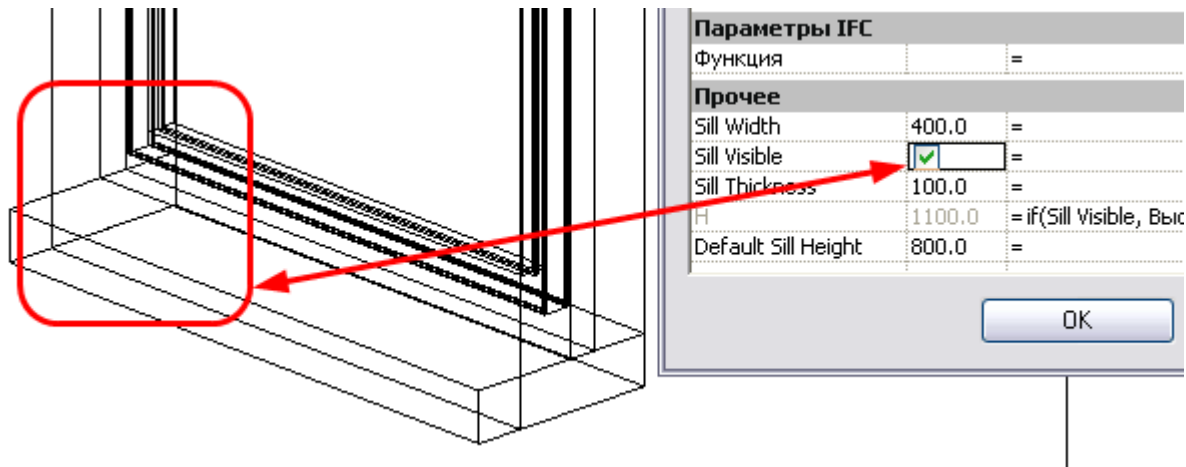 Параметры IFC
Функция =
Прочее
Sill Width 400.0 =
Sill Visible =
Sill Thickness 100.0 =
H 1100.0 = if(Sill Visible, Выс
Default Sill Height 800.0 =
OK